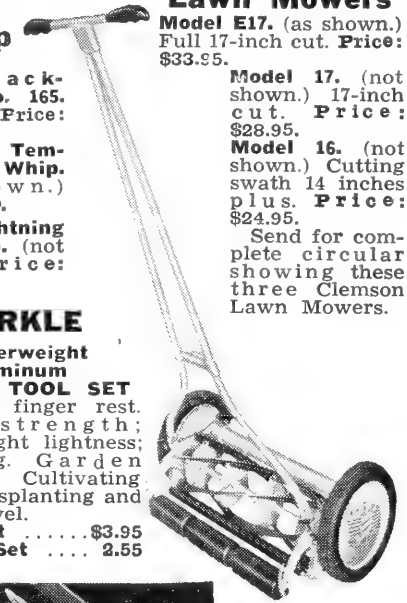 Lawn Mowers
Model E17. (as shown.)
Full 17-inch cut. Price:
$33.95.
Model 17. (not
shown.) 17-inch
cut. Price:
$28.95.
Model 16. (not
shown.) Cutting
swath 14 inches
plus. Price:
$24.95.
Send for com-
plete circular
showing these
three Clemson
Lawn Mowers.
p
ack-
. 165.
Price:
Tem-
Whip.
wn.)
htning
. (not
rice:
RKLE
erweight
minum
TOOL SET
finger rest.
strength;
ght lightness;
g. Garden
Cultivating
splanting and
vel.
t ......$3.95
Set .... 2.55